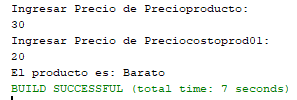 Ingresar Precio de Precioproducto:
30
Ingresar Precio de Preciocostoprod01:
20
El producto es: Barato
BUILD SUCCESSFUL (total time: 7 seconds)